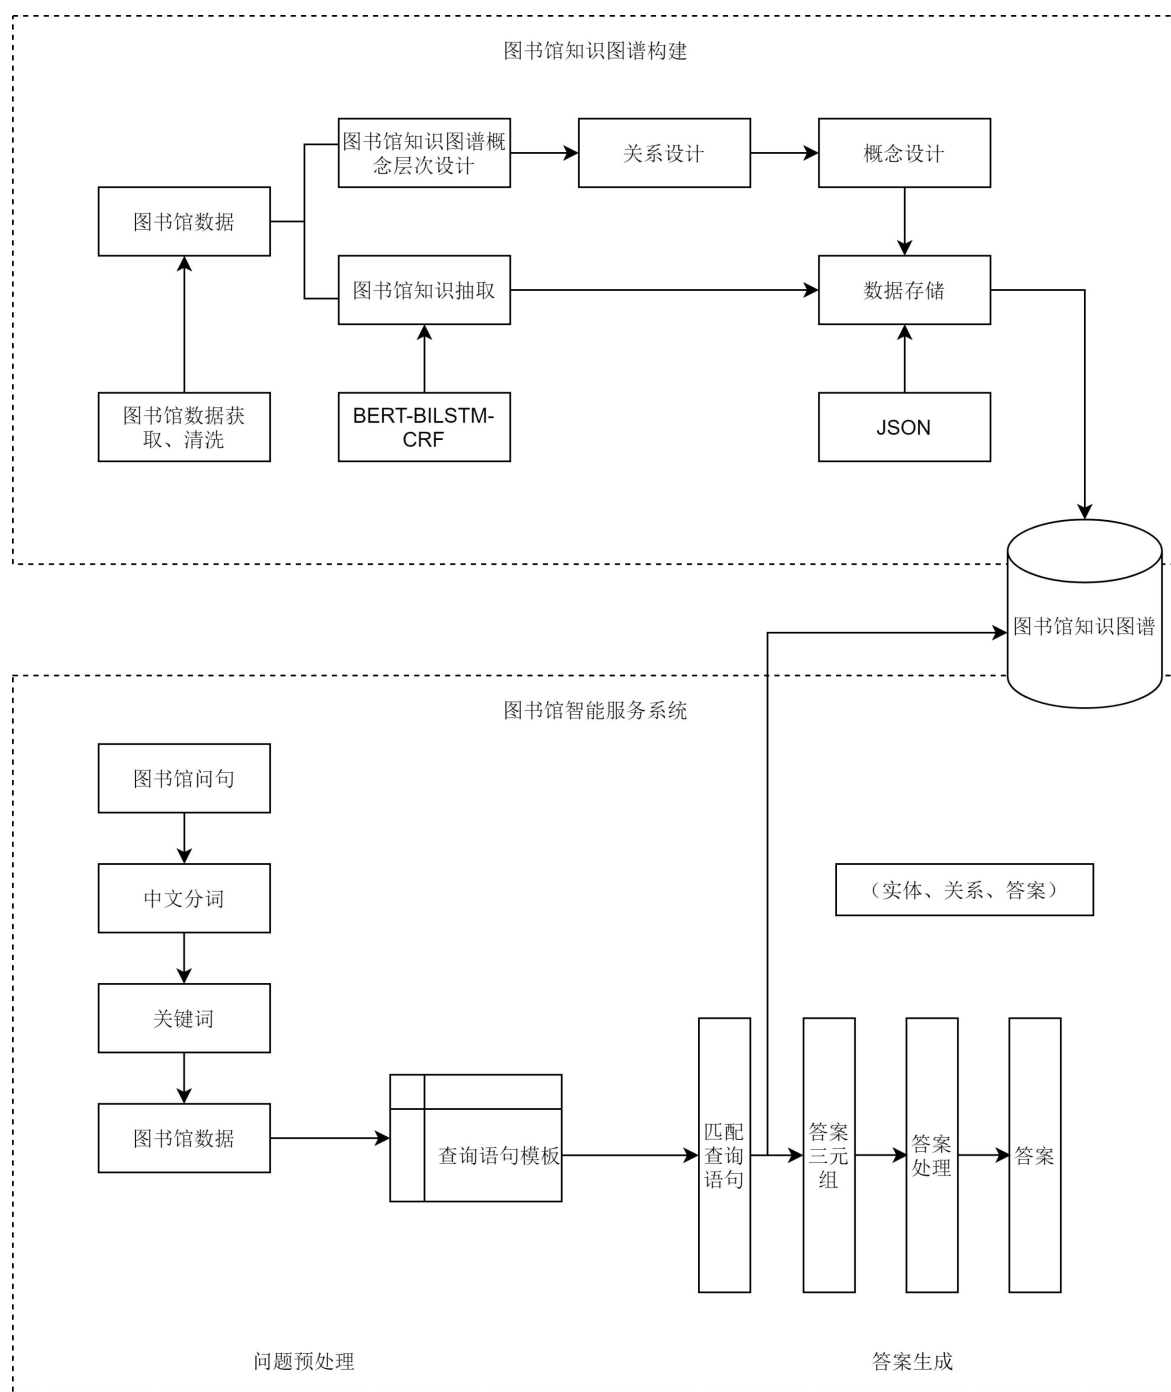 图书馆知识图谱构建
图书馆知识图谱概
念层次设计
关系设计
概念设计
图书馆数据
图书馆知识抽取
数据存储
图书馆数据获
取、清洗
BERT-BILSTM-
CRF
JSON
图书馆知识图谱
图书馆智能服务系统
图书馆问句
中文分词
（实体、关系、答案）
关键词
图书馆数据
查询语句模板
匹配
查询
语句
答案
三元
组
答案
处理
答案
问题预处理
答案生成